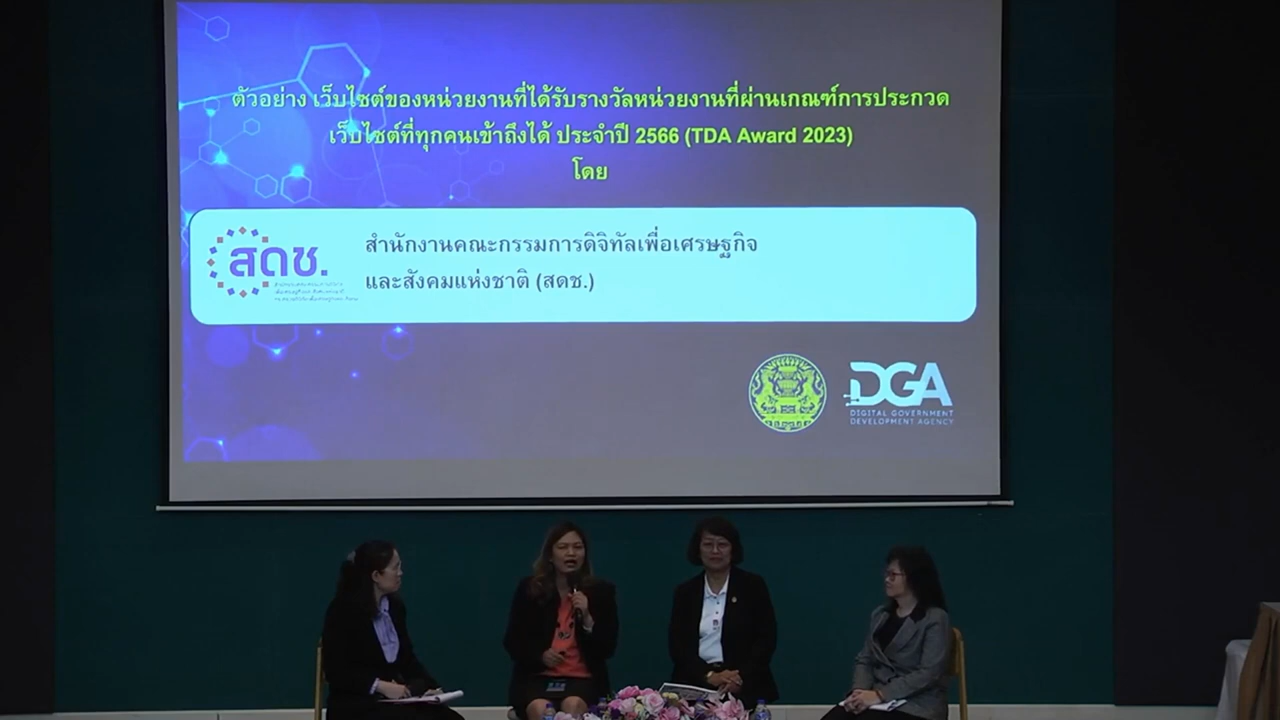 ตัวอย่าง เว็บไซต์ของหน่วยงานที่ได้รับรางวัลหน่วยงานที่ผ่านเกณฑ์การประกวด
เว็บไซต์ที่ทุกคนเข้าถึงได้ ประจำปี 2566 (TDA Award 2023)
โดย
สดช.
สำนักงานคณะกรรมการดิจิทัลเพื่อเศรษฐกิจ
และสังคมแห่งชาติ (สดช.)
DGA
DIGITAL GOVERNMENT
DEVELOPMENT AGENCY